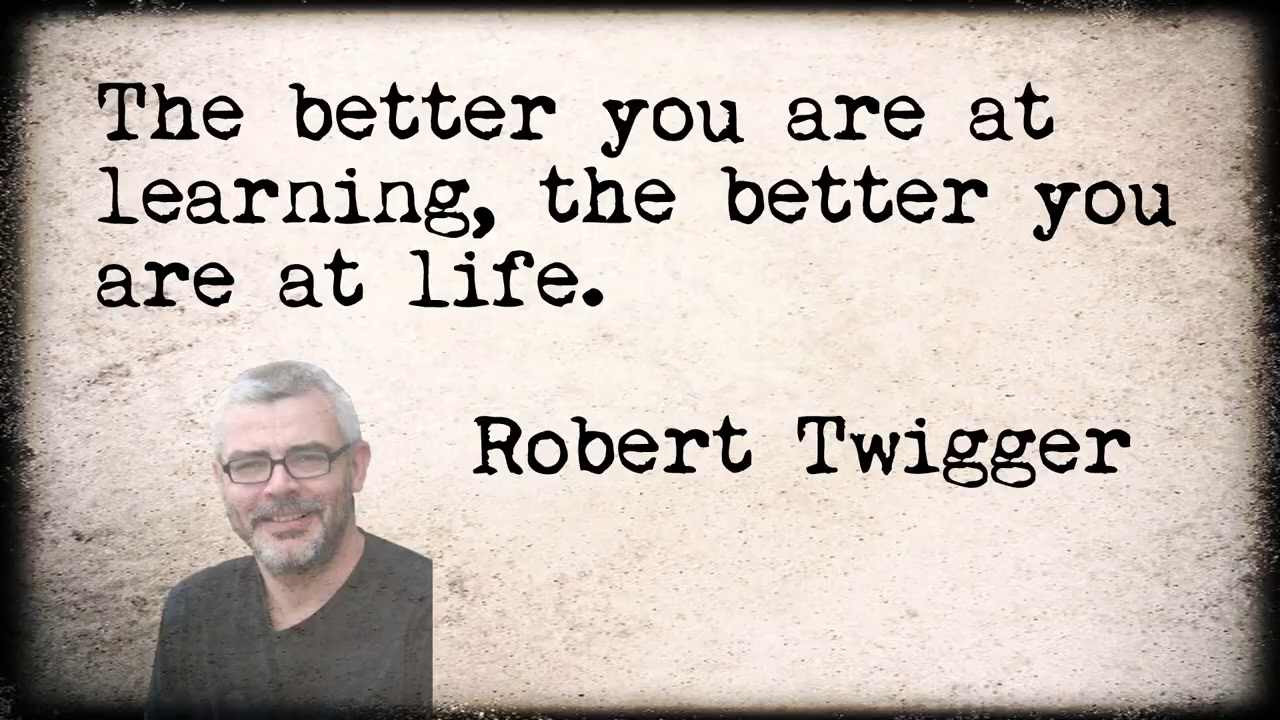 The better you are at
learning, the better you
are at life.
Robert Twigger